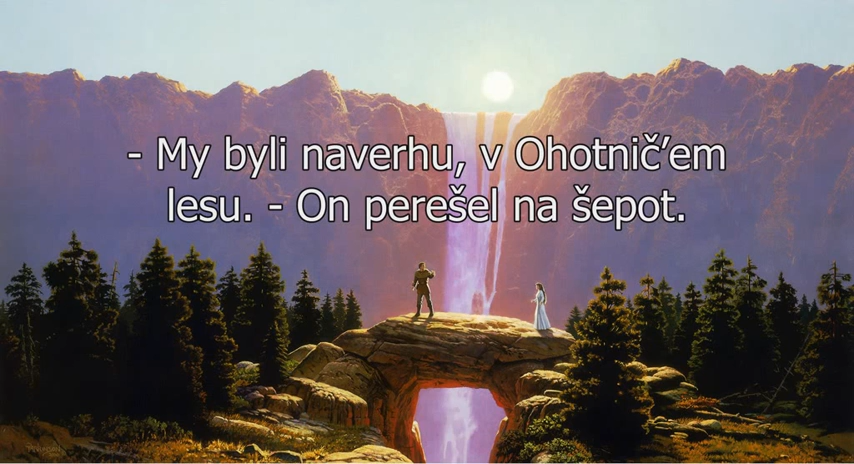 - My byli naverhu, v Ohotnič’em
lesu. - On perešel na šepot.